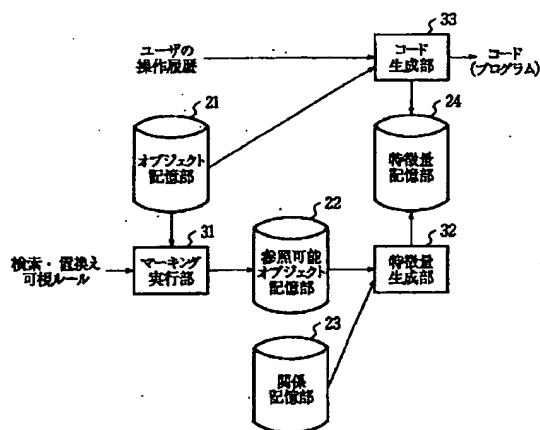 33
ユーザの
操作履歴
コード
生成部
コード
(プログラム)
21
24
オブジェクト
記憶部
特徴量
記憶部
31
22
32
検索・置換え
可視ルール
マーキング
実行部
参照可能
オブジェクト
記憶部
特徴量
生成部
23
関係
記憶部